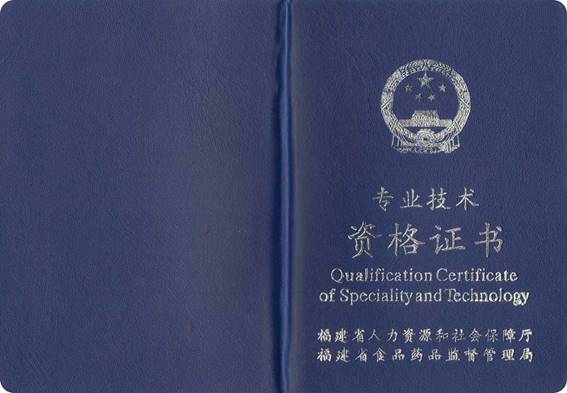 专业技术
资格证书
Qualification Certificate
of Speciality and Technology
福建省人力资源和社会保障厅
福建省食品药品监督管理局